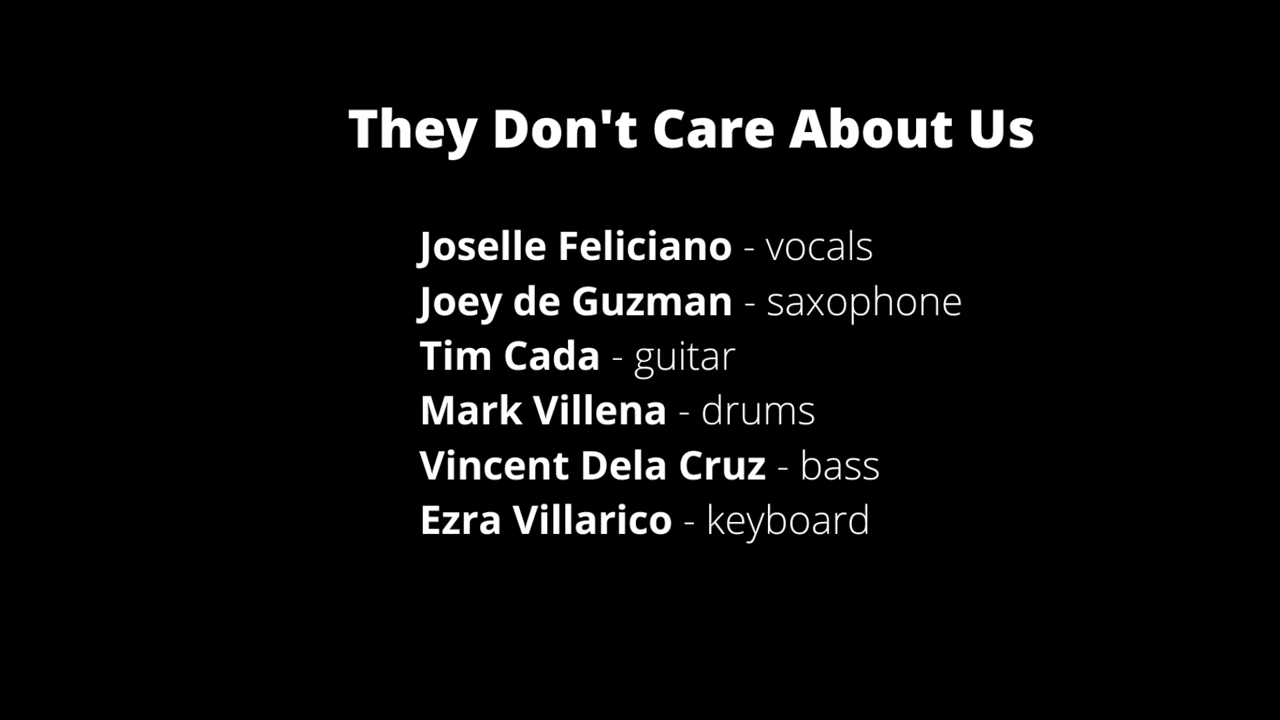 They Don't Care About Us
Joselle Feliciano - vocals
Joey de Guzman - saxophone
Tim Cada - guitar
Mark Villena - drums
Vincent Dela Cruz - bass
Ezra Villarico - keyboard